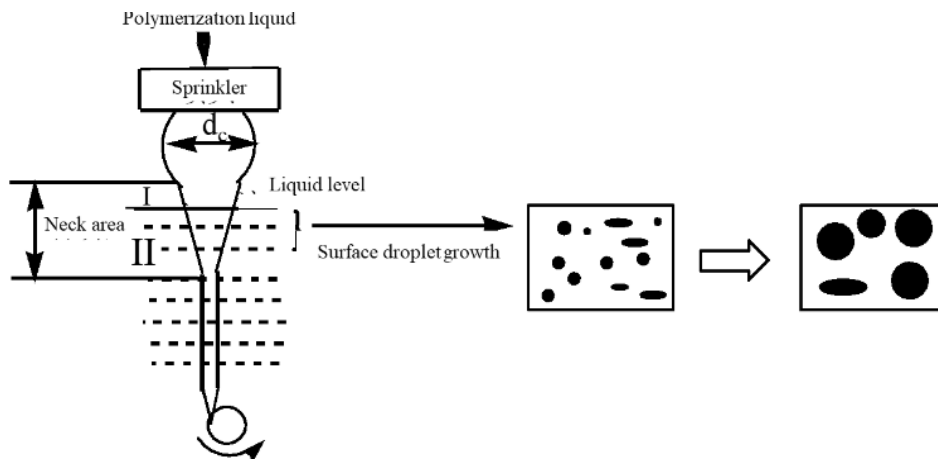 Polymerization liquid
Sprinkler
dc
I
Liquid level
Neck area
II
Surface droplet growth